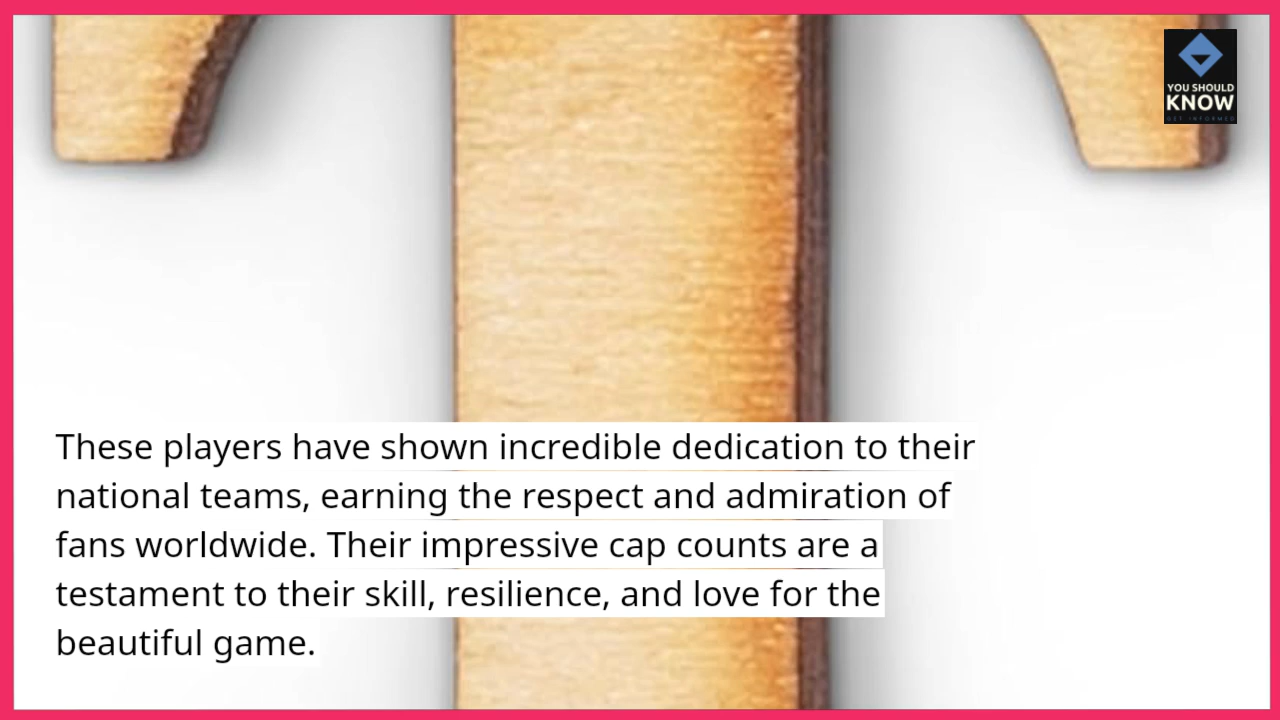 YOU SHOULD
KNOW
GET INFORMED
These players have shown incredible dedication to their
national teams, earning the respect and admiration of
fans worldwide. Their impressive cap counts are a
testament to their skill, resilience, and love for the
beautiful game.